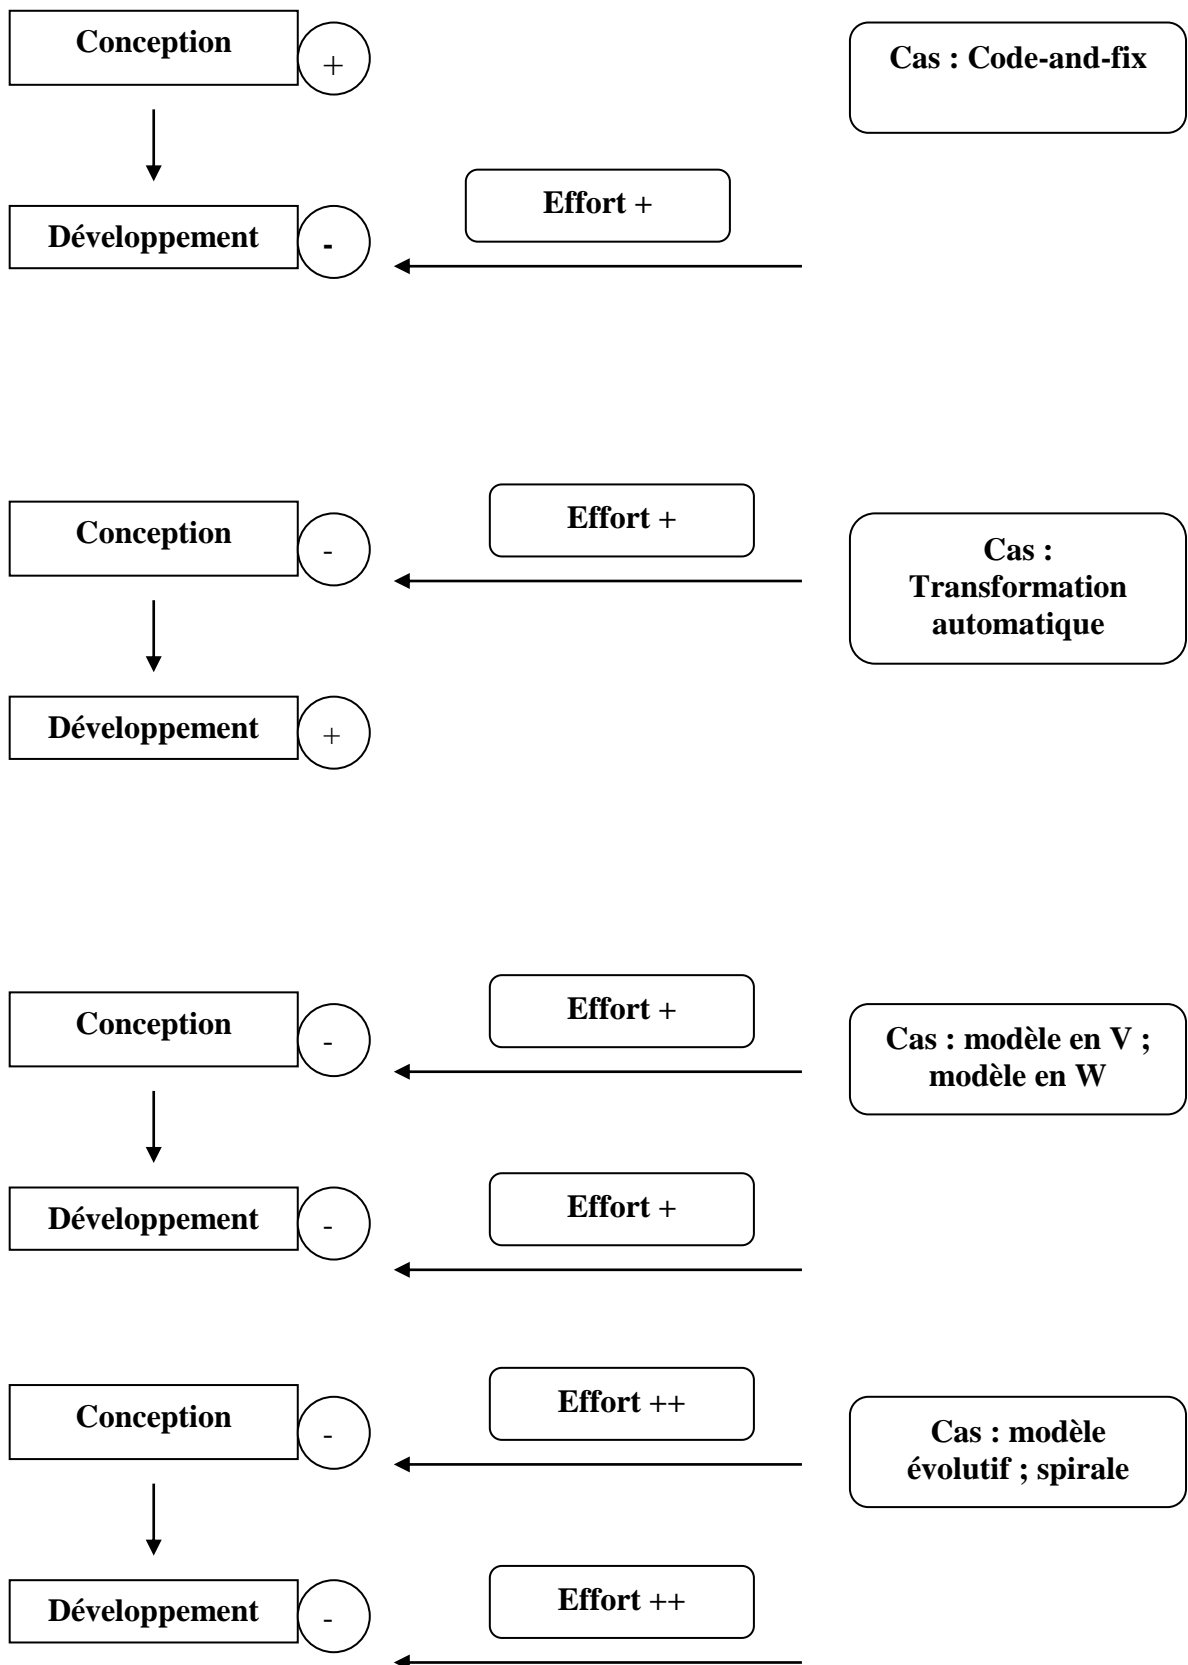 Conception
+
Cas : Code-and-fix
Effort +
Développement
-
Conception
-
Effort +
Cas :
Transformation
automatique
Développement
+
Conception
-
Effort +
Cas : modèle en V ;
modèle en W
Développement
-
Effort +
Conception
-
Effort ++
Cas : modèle
évolutif ; spirale
Développement
-
Effort ++